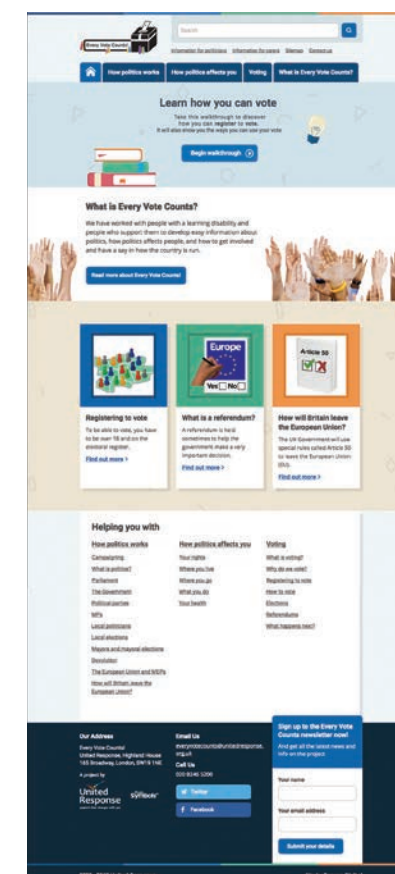 Every Vote Counts!
Search
Information for politicians Information for carers Sitemap Contact us
How politics works How politics affects you Voting What is Every Vote Counts?
Learn how you can vote
Take this walkthrough to discover
how you can register to vote.
It will also show you the ways you can use your vote
Begin walkthrough
What is Every Vote
Counts?
We have worked with people with a learning disability and
people who support them to develop easy information about
politics, how politics affects people, and how to get involved
and have a say in how the country is run.
Read more about Every Vote Counts!
Registering to vote
To be able to vote, you have
to be over 18 and on the
electoral register.
Find out more >
Europe
Yes No
What is a referendum?
A referendum is held
sometimes to help the
government make a very
important decision.
Find out more >
Article 50
How will Britain leave
the European Union?
The UK Government will use
special rules called Article 50
to leave the European Union
(EU).
Find out more >
Helping you with
How politics works
Campaigning
What is politics?
Parliament
The Government
Political parties
MPs
Local politicians
Local elections
Mayors and mayoral elections
Devolution
The European Union and MEPs
How will Britain leave the
European Union?
How politics affects you
Your rights
Where you live
Where you go
What you do
Your health
Voting
What is voting?
Why do we vote?
Registering to vote
How to vote
Elections
Referendums
What happens next?
Our Address
Every Vote Counts!
United Response, Highland House
165 Broadway, London, SW19 1NE
A project by
United
Response
Email Us
everyvotecounts@unitedresponse.
org.uk
Call Us
020 8246 5200
Twitter
Facebook
Sign up to the Every Vote
Counts newsletter now!
And get all the latest news and
info on the project.
Your name
Your email address
Submit your details